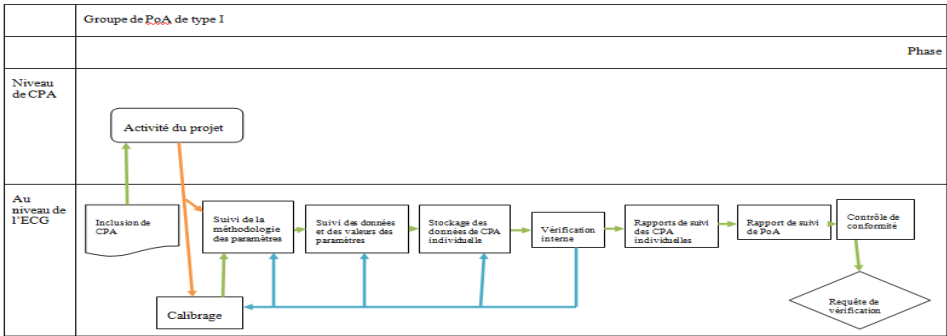 Groupe de PoA de type I
Phase
Niveau
de CPA
Activité du projet
Au
niveau de
l'ECG
Inclusion de
CPA
Suivi de la
méthodologie
des paramètres
Suivi des données
et des valeurs des
paramètres
Stockage des
données de CPA
individuelle
Vérification
interne
Rapports de suivi
des CPA
individuelles
Rapport de suivi
de PoA
Contrôle de
conformité
Calibrage
Requête de
vérification